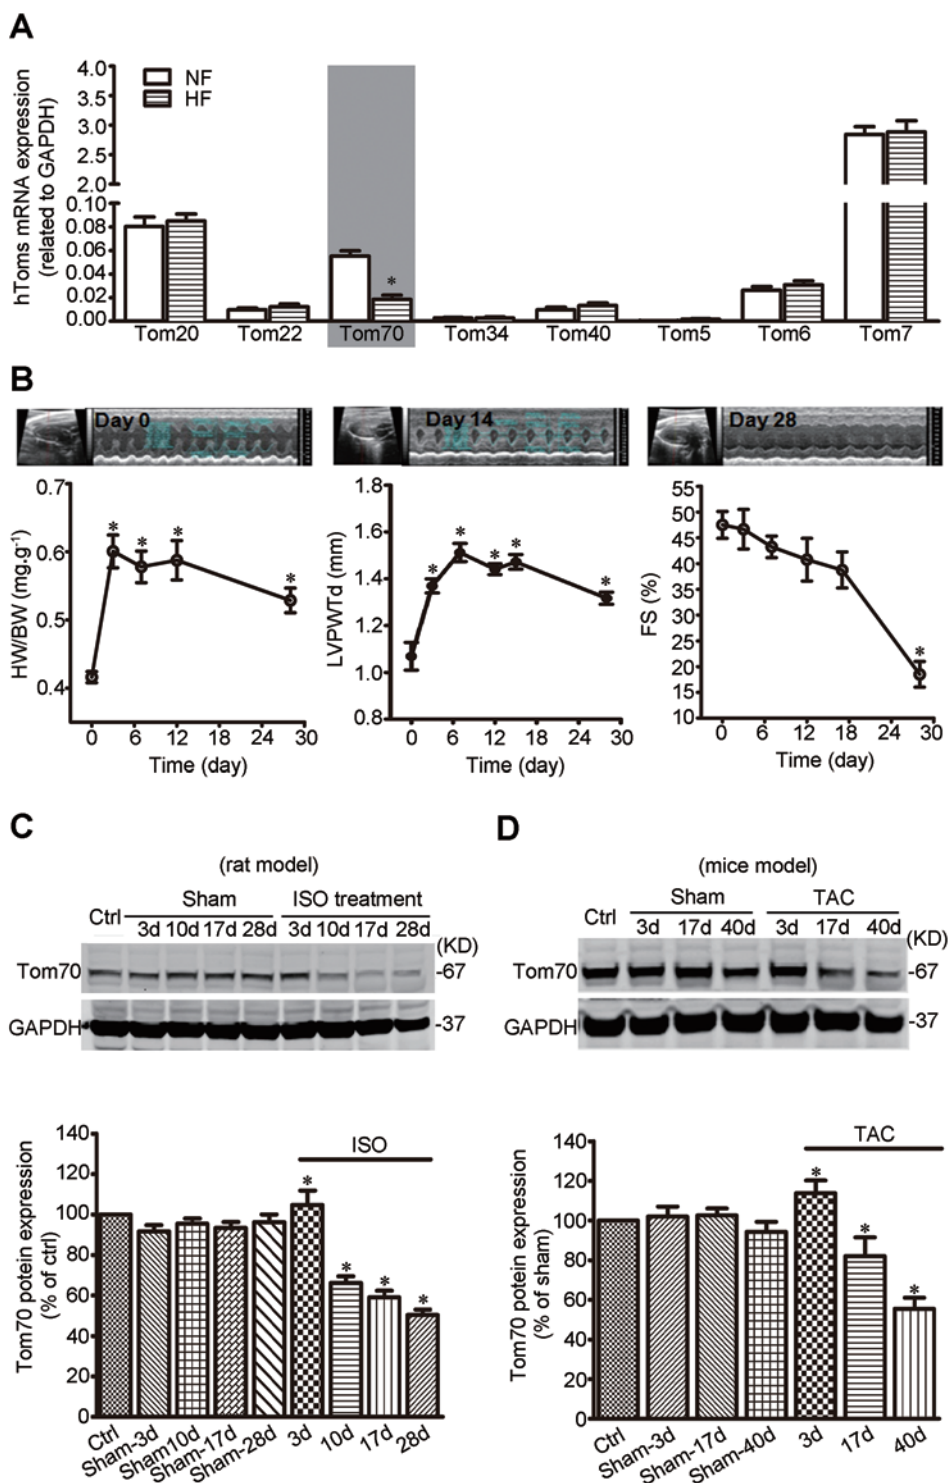 A
hToms mRNA expression
(related to GAPDH)
4.0
3.5
3.0
2.5
2.0
0.10
0.08
0.06
0.04
0.02
0.00
NF
HF
*
Tom20 Tom22 Tom70 Tom34 Tom40 Tom5 Tom6 Tom7
B
Day 0 Day 14 Day 28
HW/BW (mg.g-1)
0.7
0.6
0.5
0.4
* * * *
0 6 12 18 24 30
Time (day)
LVPWTd (mm)
1.8
1.6
1.4
1.2
1.0
0.8
* * * * *
0 6 12 18 24 30
Time (day)
FS (%)
55
50
45
40
35
30
25
20
15
10
*
0 6 12 18 24 30
Time (day)
C
(rat model)
Sham ISO treatment
Ctrl 3d 10d 17d 28d 3d 10d 17d 28d
(KD)
Tom70 -67
GAPDH -37
Tom70 potein expression
(% of ctrl)
140
120
100
80
60
40
20
0
ISO
* * * *
Ctrl Sham-3d Sham10d Sham-17d Sham-28d 3d 10d 17d 28d
D
(mice model)
Sham TAC
Ctrl 3d 17d 40d 3d 17d 40d
(KD)
Tom70 -67
GAPDH -37
Tom70 potein expression
(% of sham)
140
120
100
80
60
40
20
0
TAC
* * *
Ctrl Sham-3d Sham-17d Sham-40d 3d 17d 40d